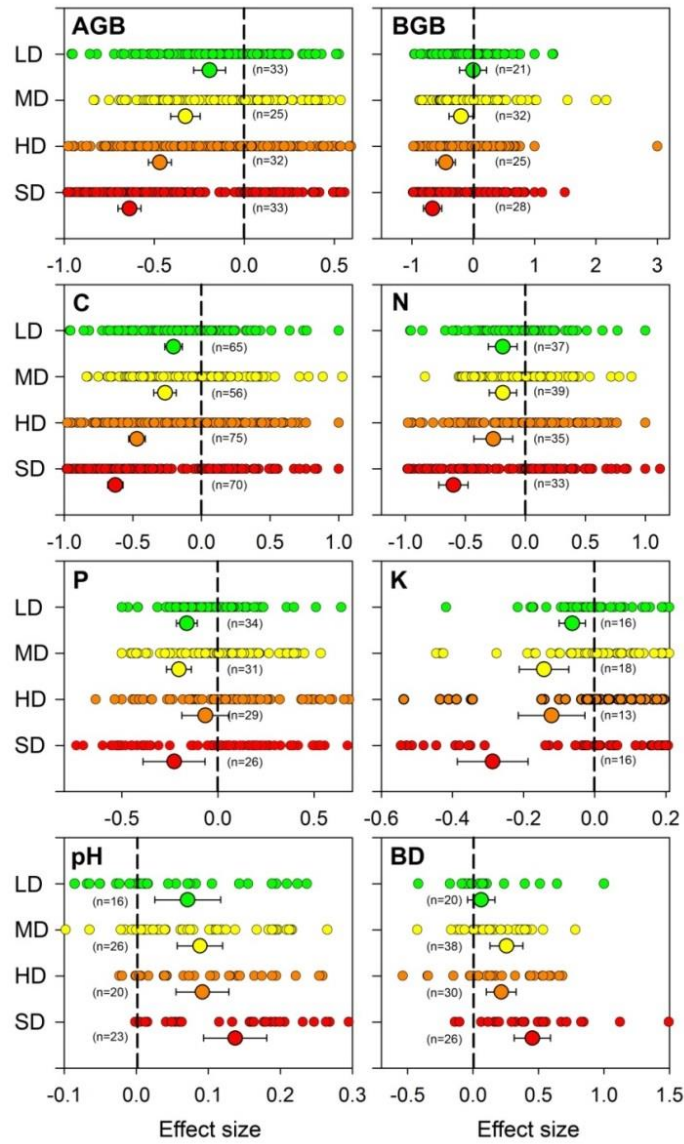 AGB BGB
LD (n=33) (n=21)
MD (n=25) (n=32)
HD (n=32) (n=25)
SD (n=33) (n=28)
-1.0 -0.5 0.0 0.5 -1 0 1 2 3
C N
LD (n=65) (n=37)
MD (n=56) (n=39)
HD (n=75) (n=35)
SD (n=70) (n=33)
-1.0 -0.5 0.0 0.5 1.0 -1.0 -0.5 0.0 0.5 1.0
P K
LD (n=34) (n=16)
MD (n=31) (n=18)
HD (n=29) (n=13)
SD (n=26) (n=16)
-0.5 0.0 0.5 -0.6 -0.4 -0.2 0.0 0.2
pH BD
LD (n=16) (n=20)
MD (n=26) (n=38)
HD (n=20) (n=30)
SD (n=23) (n=26)
-0.1 0.0 0.1 0.2 0.3 -0.5 0.0 0.5 1.0 1.5
Effect size Effect size